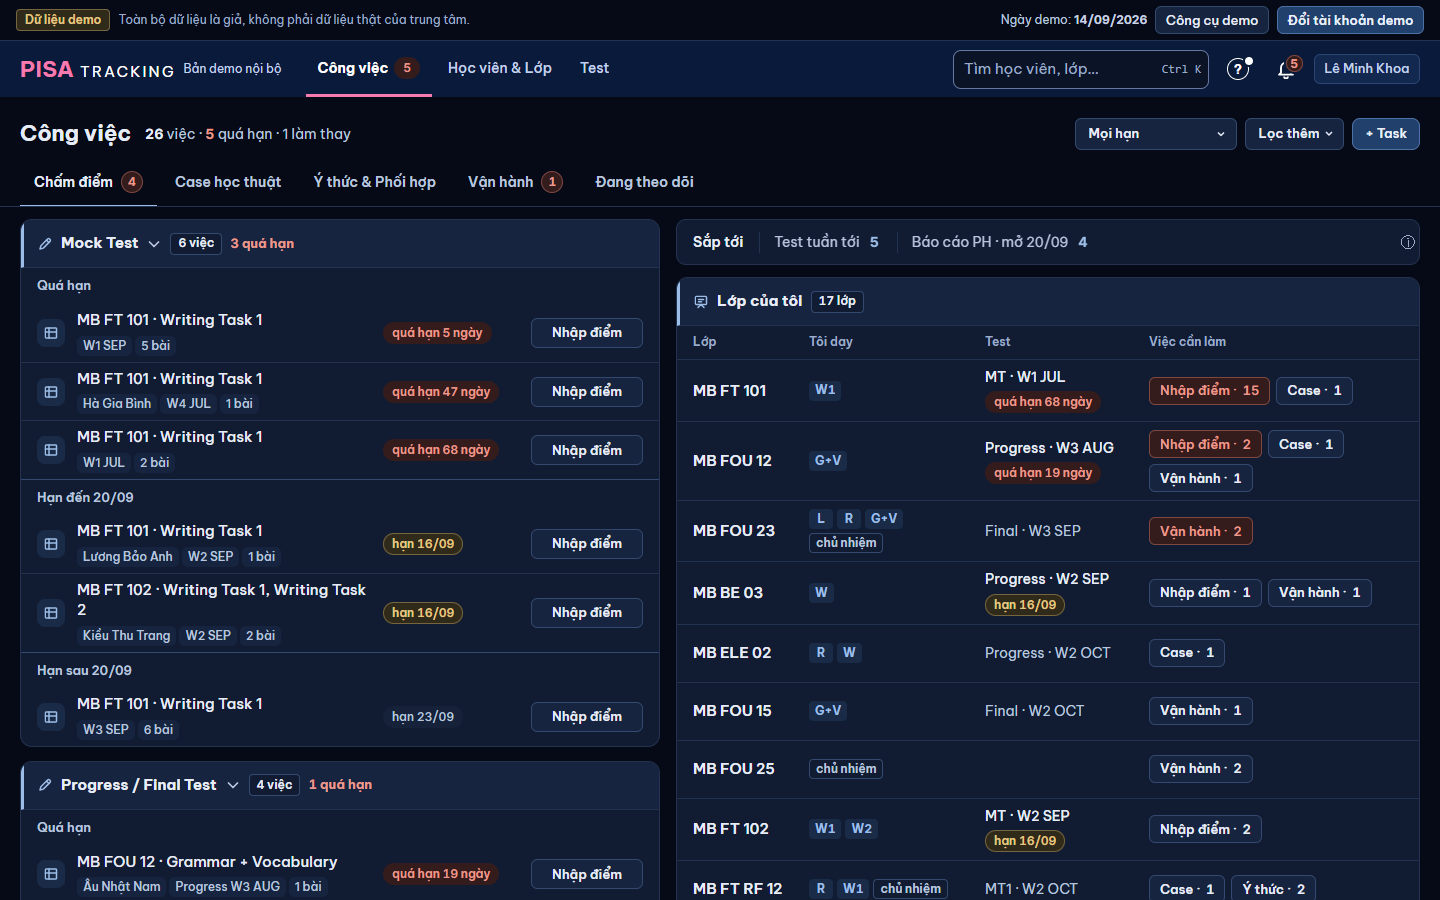 Dữ liệu demo Toàn bộ dữ liệu là giả, không phải dữ liệu thật của trung tâm. Ngày demo: 14/09/2026 Công cụ demo Đổi tài khoản demo
PISA TRACKING Bản demo nội bộ Công việc 5 Học viên & Lớp Test Tìm học viên, lớp... Ctrl K ? 5 Lê Minh Khoa
Công việc 26 việc · 5 quá hạn · 1 làm thay Mọi hạn Lọc thêm + Task
Chấm điểm 4 Case học thuật Ý thức & Phối hợp Vận hành 1 Đang theo dõi
Mock Test 6 việc 3 quá hạn
Quá hạn
MB FT 101 · Writing Task 1
W1 SEP 5 bài
quá hạn 5 ngày Nhập điểm
MB FT 101 · Writing Task 1
Hà Gia Bình W4 JUL 1 bài
quá hạn 47 ngày Nhập điểm
MB FT 101 · Writing Task 1
W1 JUL 2 bài
quá hạn 68 ngày Nhập điểm
Hạn đến 20/09
MB FT 101 · Writing Task 1
Lương Bảo Anh W2 SEP 1 bài
hạn 16/09 Nhập điểm
MB FT 102 · Writing Task 1, Writing Task
2
Kiều Thu Trang W2 SEP 2 bài
hạn 16/09 Nhập điểm
Hạn sau 20/09
MB FT 101 · Writing Task 1
W3 SEP 6 bài
hạn 23/09 Nhập điểm
Progress / Final Test 4 việc 1 quá hạn
Quá hạn
MB FOU 12 · Grammar + Vocabulary
Âu Nhật Nam Progress W3 AUG 1 bài
quá hạn 19 ngày Nhập điểm
Sắp tới Test tuần tới 5 Báo cáo PH · mở 20/09 4
Lớp của tôi 17 lớp
Lớp Tôi dạy Test Việc cần làm
MB FT 101 W1 MT · W1 JUL
quá hạn 68 ngày
Nhập điểm · 15 Case · 1
MB FOU 12 G+V Progress · W3 AUG
quá hạn 19 ngày
Nhập điểm · 2 Case · 1
Vận hành · 1
MB FOU 23 L R G+V
chủ nhiệm
Final · W3 SEP Vận hành · 2
MB BE 03 W Progress · W2 SEP
hạn 16/09
Nhập điểm · 1 Vận hành · 1
MB ELE 02 R W Progress · W2 OCT Case · 1
MB FOU 15 G+V Final · W2 OCT Vận hành · 1
MB FOU 25 chủ nhiệm Vận hành · 2
MB FT 102 W1 W2 MT · W2 SEP
hạn 16/09
Nhập điểm · 2
MB FT RF 12 R W1 chủ nhiệm MT1 · W2 OCT Case · 1 Ý thức · 2